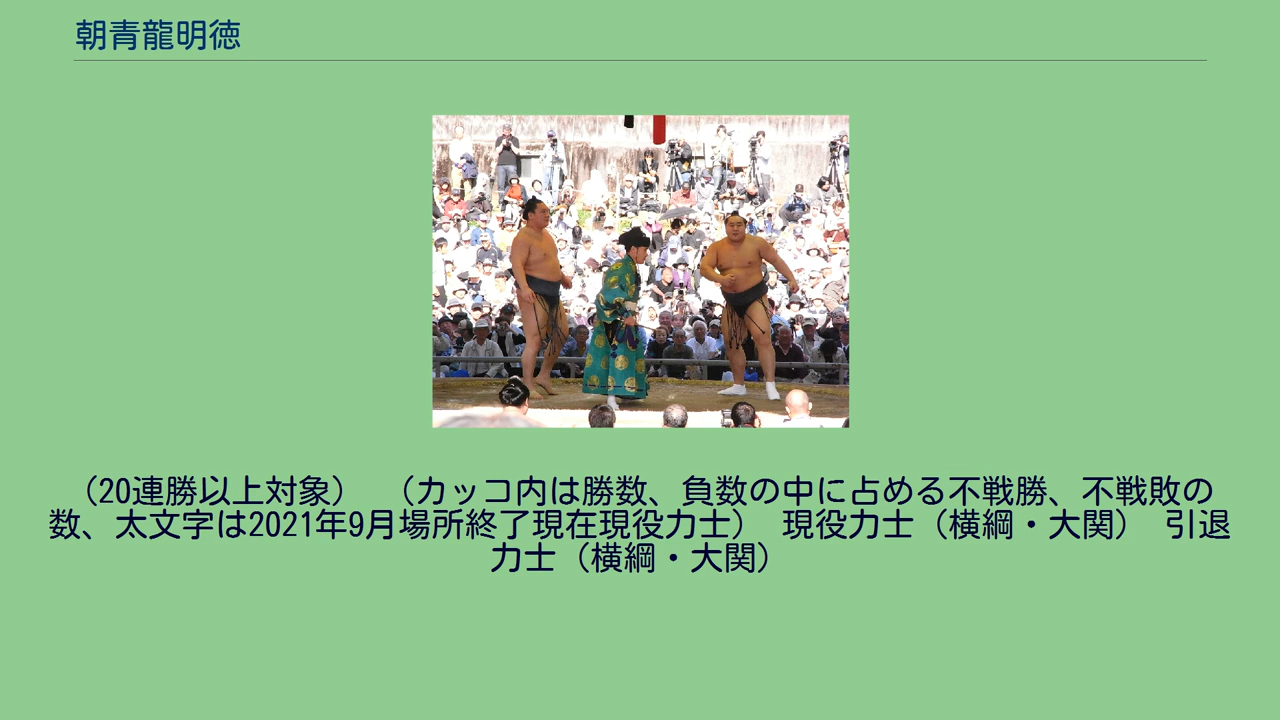 朝青龍明徳
（20連勝以上対象）　（カッコ内は勝数、負数の中に占める不戦勝、不戦敗の
数、太文字は2021年9月場所終了現在現役力士）　現役力士（横綱・大関）　引退
力士（横綱・大関）